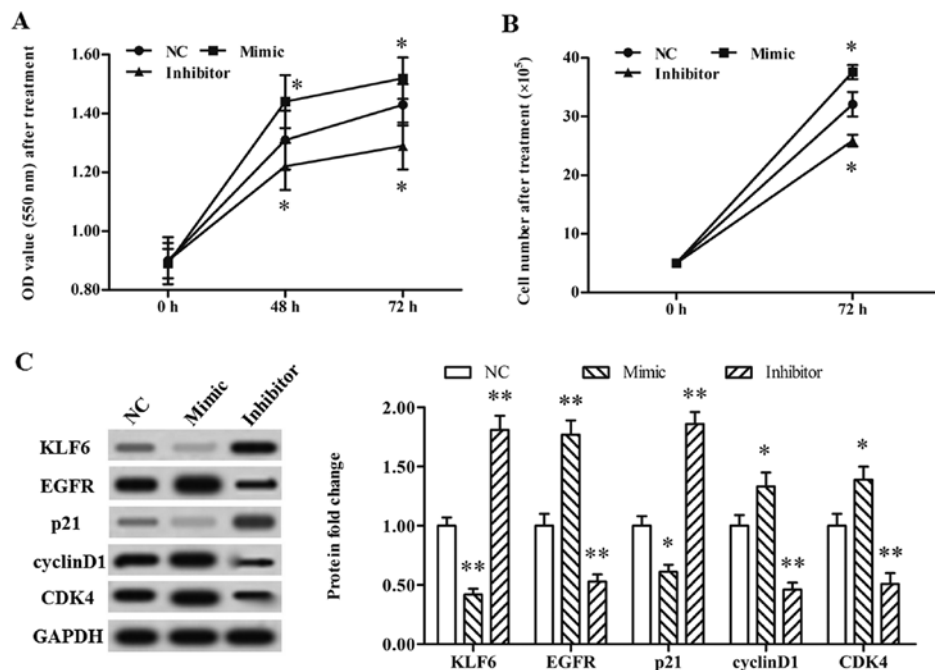 A
NC Mimic
Inhibitor
OD value (550 nm) after treatment
1.60
1.40
1.20
1.00
0.80
* *
* *
0 h 48 h 72 h
B
NC Mimic
Inhibitor
Cell number after treatment (×10⁵)
40
30
20
10
0
*
*
0 h 72 h
C
NC Mimic Inhibitor
KLF6
EGFR
p21
cyclinD1
CDK4
GAPDH
NC Mimic Inhibitor
Protein fold change
2.00
1.50
1.00
0.50
0.00
** ** ** * *
** ** * ** **
KLF6 EGFR p21 cyclinD1 CDK4